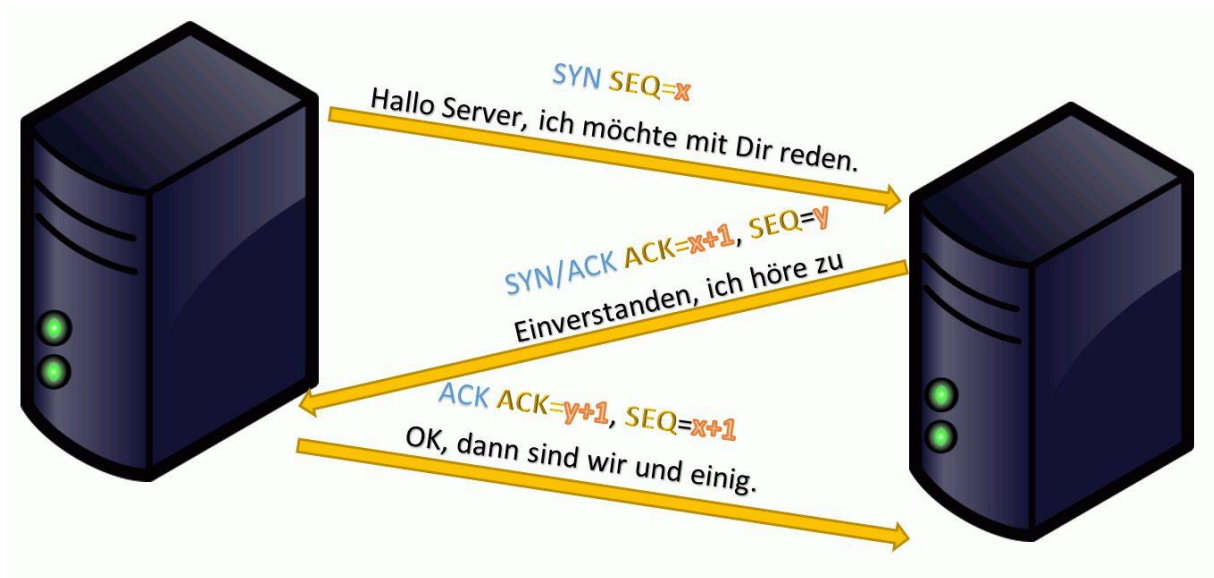 SYN SEQ=x
Hallo Server, ich möchte mit Dir reden.
SYN/ACK ACK=x+1, SEQ=y
Einverstanden, ich höre zu
ACK ACK=y+1, SEQ=x+1
OK, dann sind wir und einig.